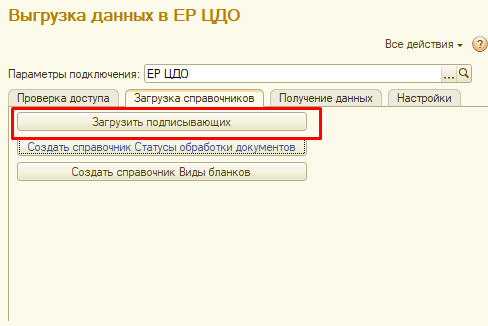 Выгрузка данных в ЕР ЦДО
Все действия
?
Параметры подключения: ЕР ЦДО ...
Проверка доступа Загрузка справочников Получение данных Настройки
Загрузить подписывающих
Создать справочник Статусы обработки документов
Создать справочник Виды бланков